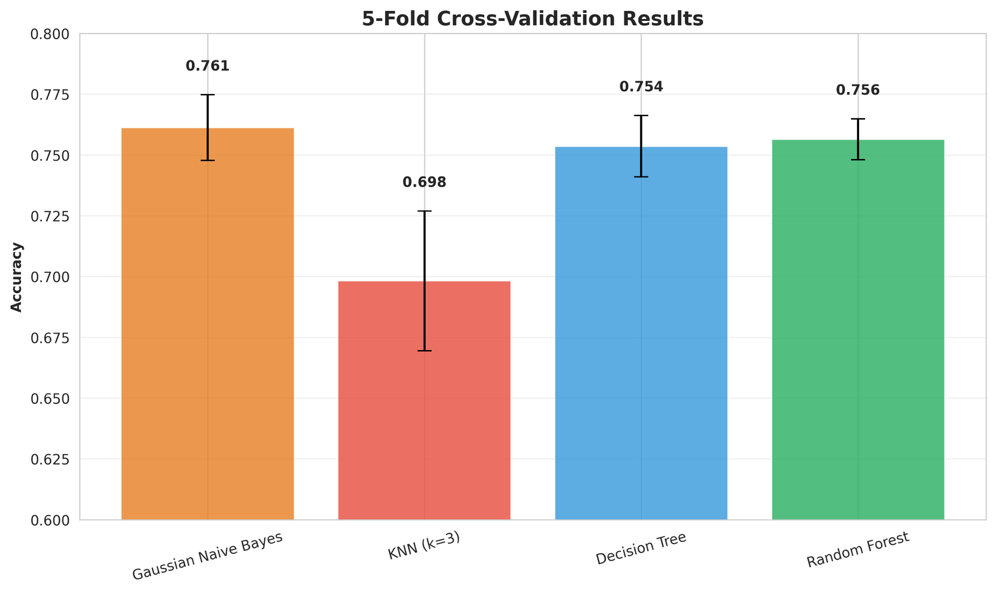 5-Fold Cross-Validation Results
Accuracy
0.800
0.775
0.750
0.725
0.700
0.675
0.650
0.625
0.600
0.761
0.698
0.754
0.756
Gaussian Naive Bayes
KNN (k=3)
Decision Tree
Random Forest